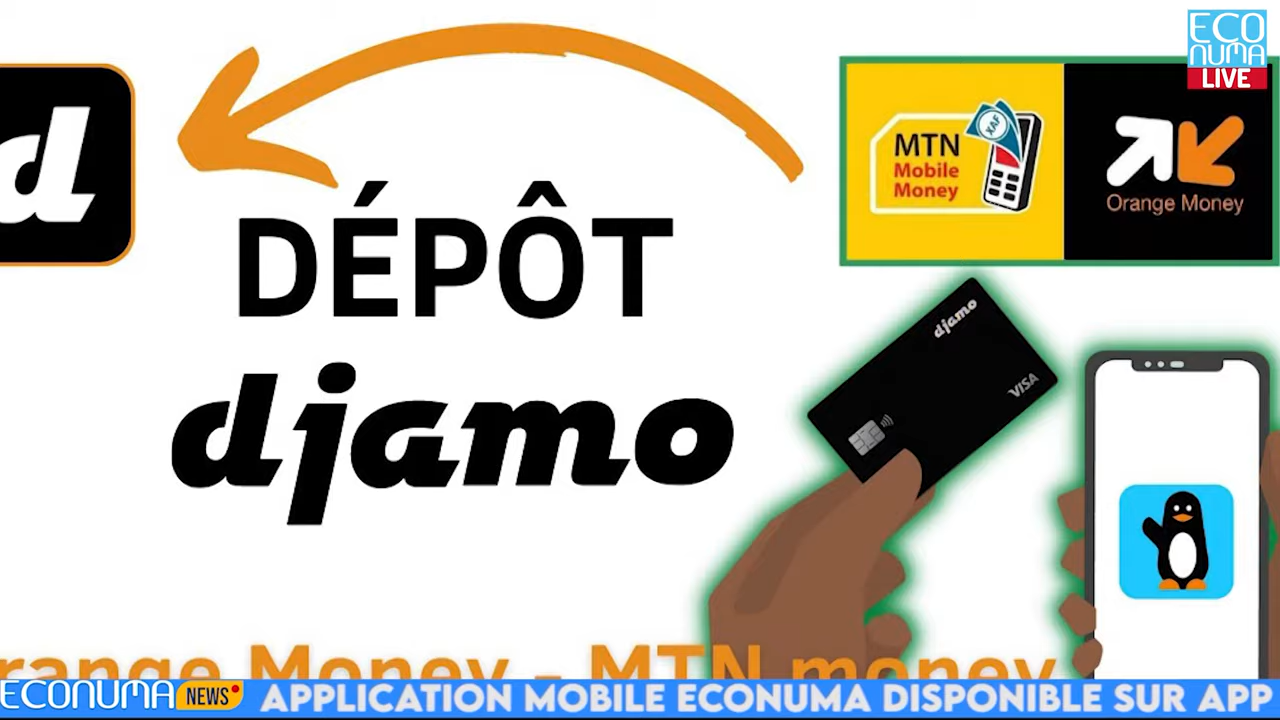 ECO
NUMA
LIVE
d
MTN
Mobile
Money
XAF
Orange Money
DÉPÔT
djamo
djamo
VISA
range Money - MTN money
ECONUMA NEWS APPLICATION MOBILE ECONUMA DISPONIBLE SUR APP